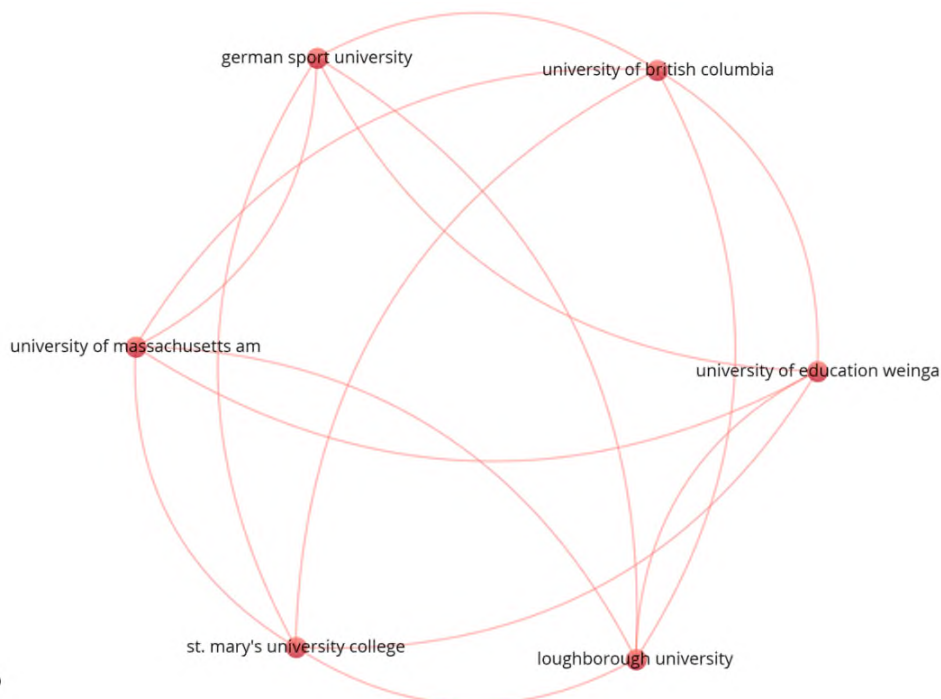 german sport university
university of british columbia
university of massachusetts am
university of education weinga
st. mary's university college
loughborough university